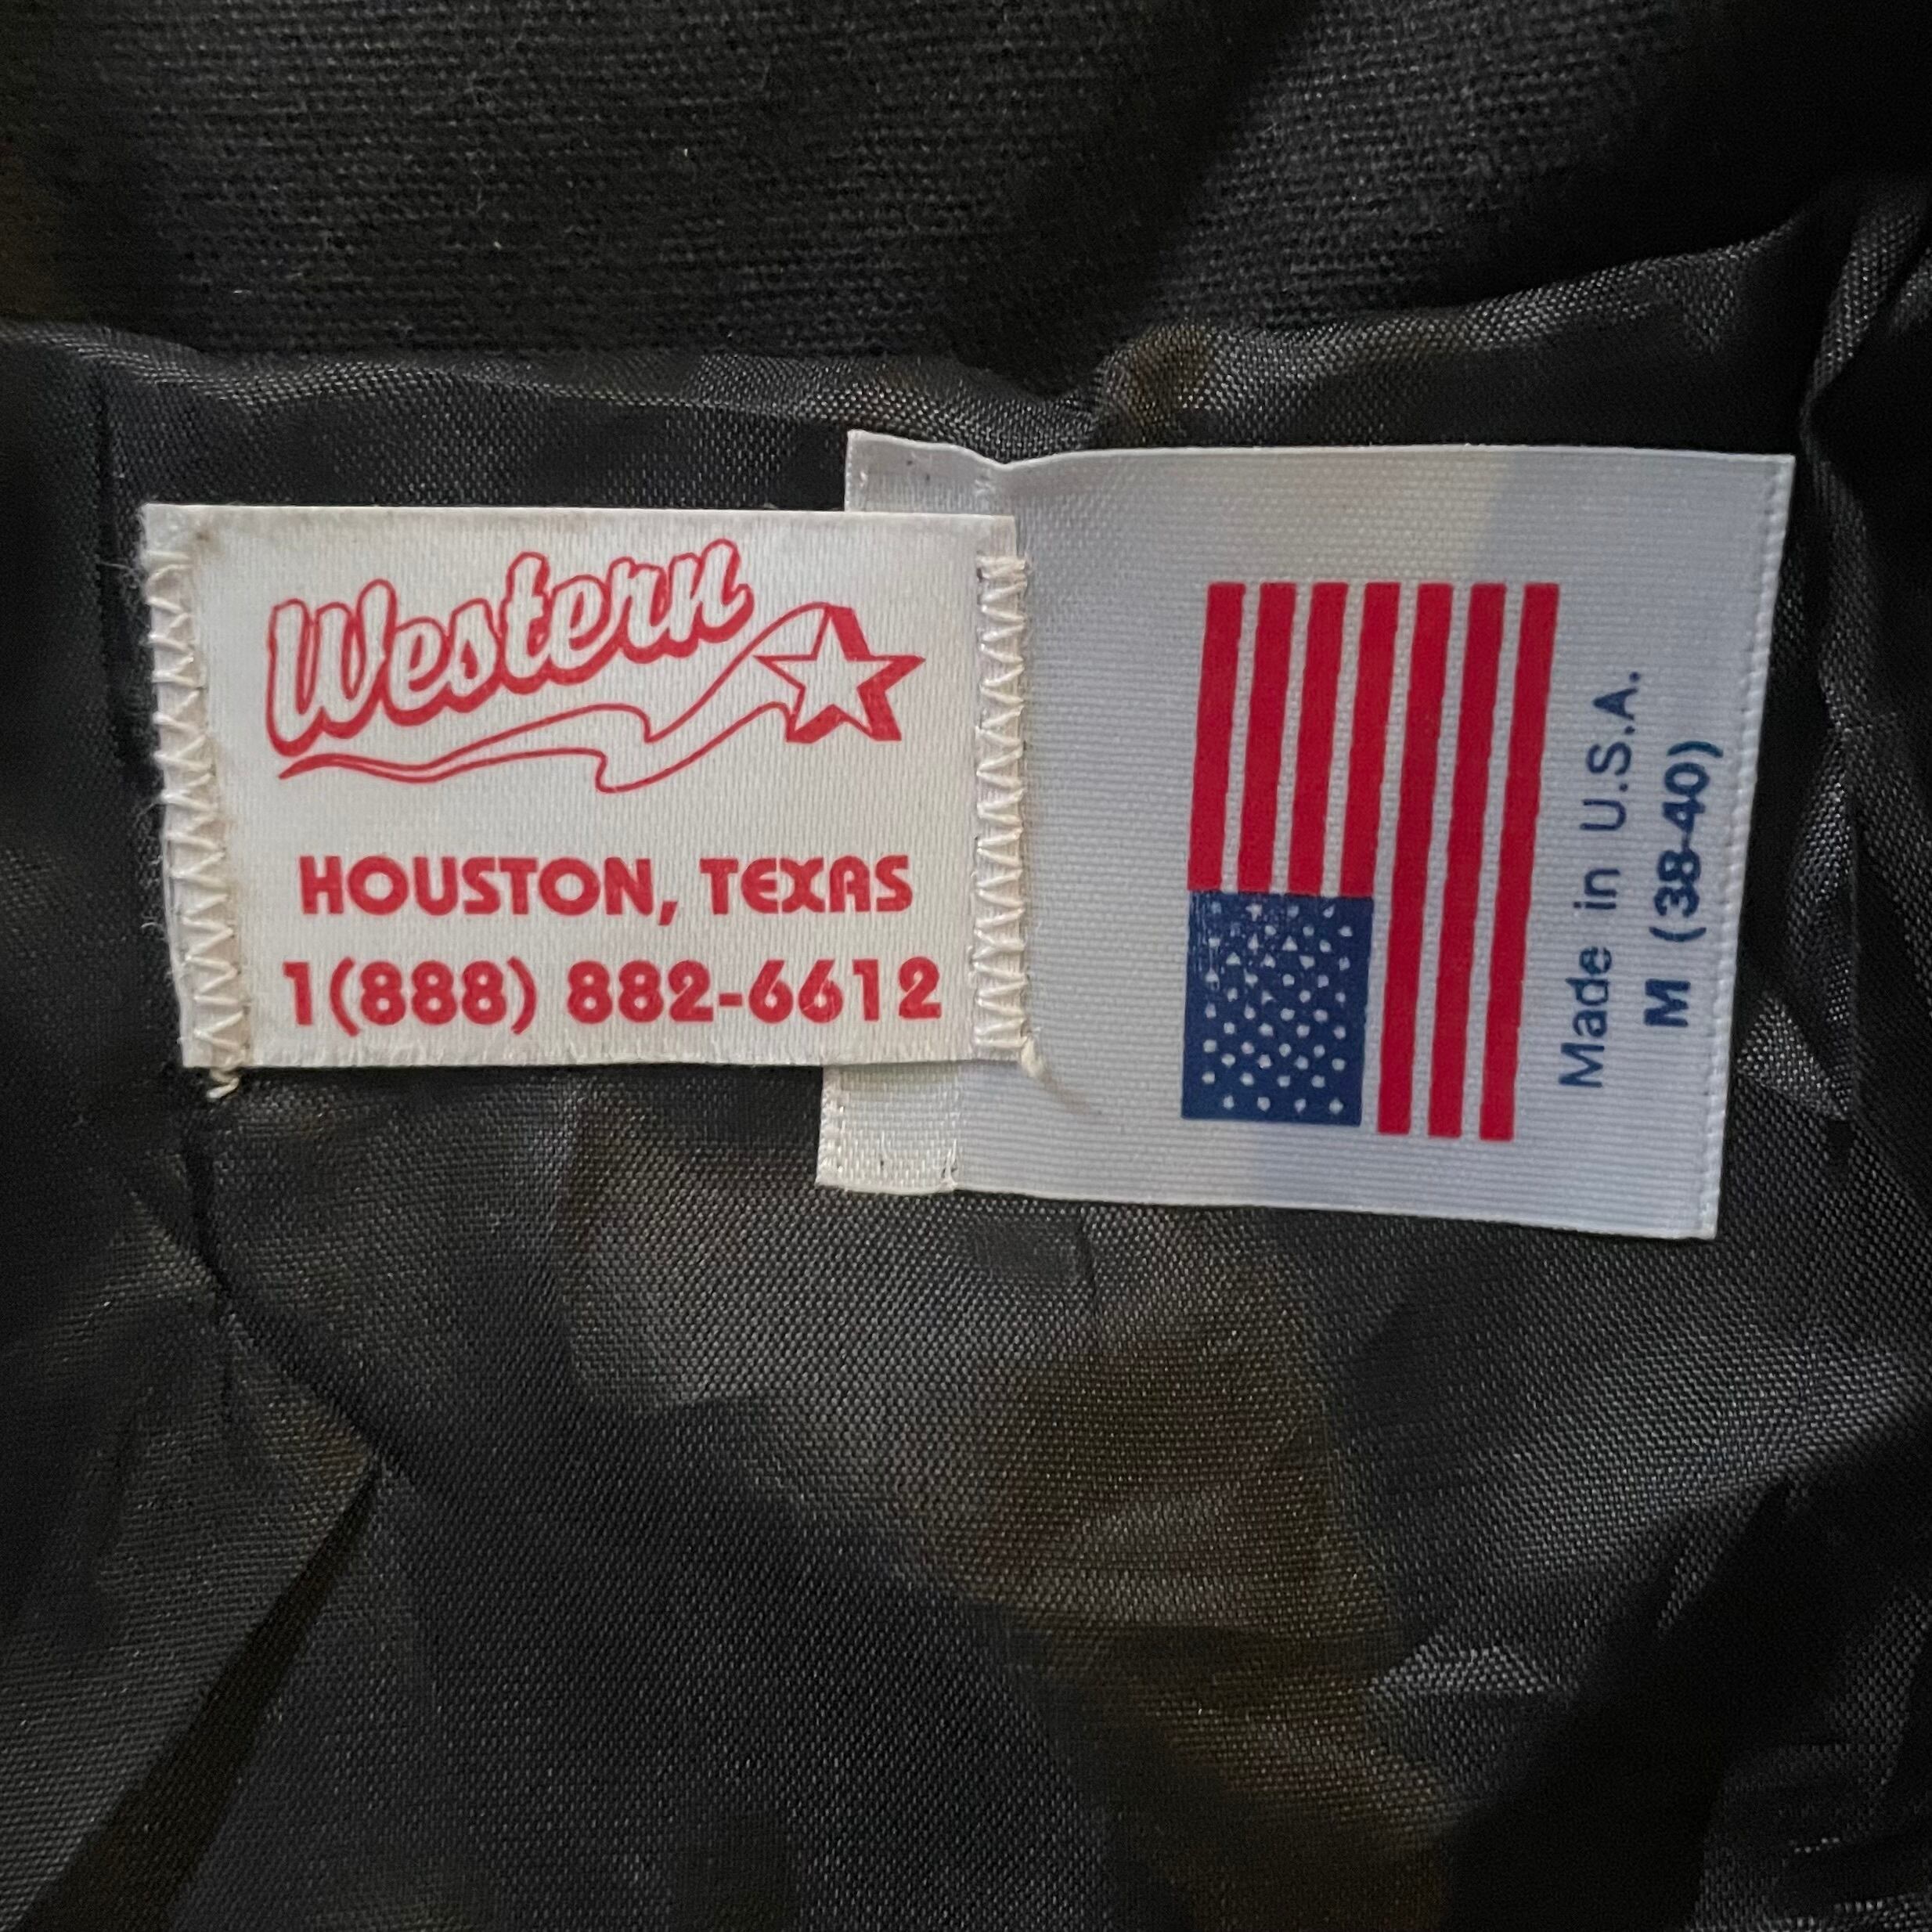 Western
HOUSTON, TEXAS
1(888) 882-6612
Made in U.S.A.
M (38-40)